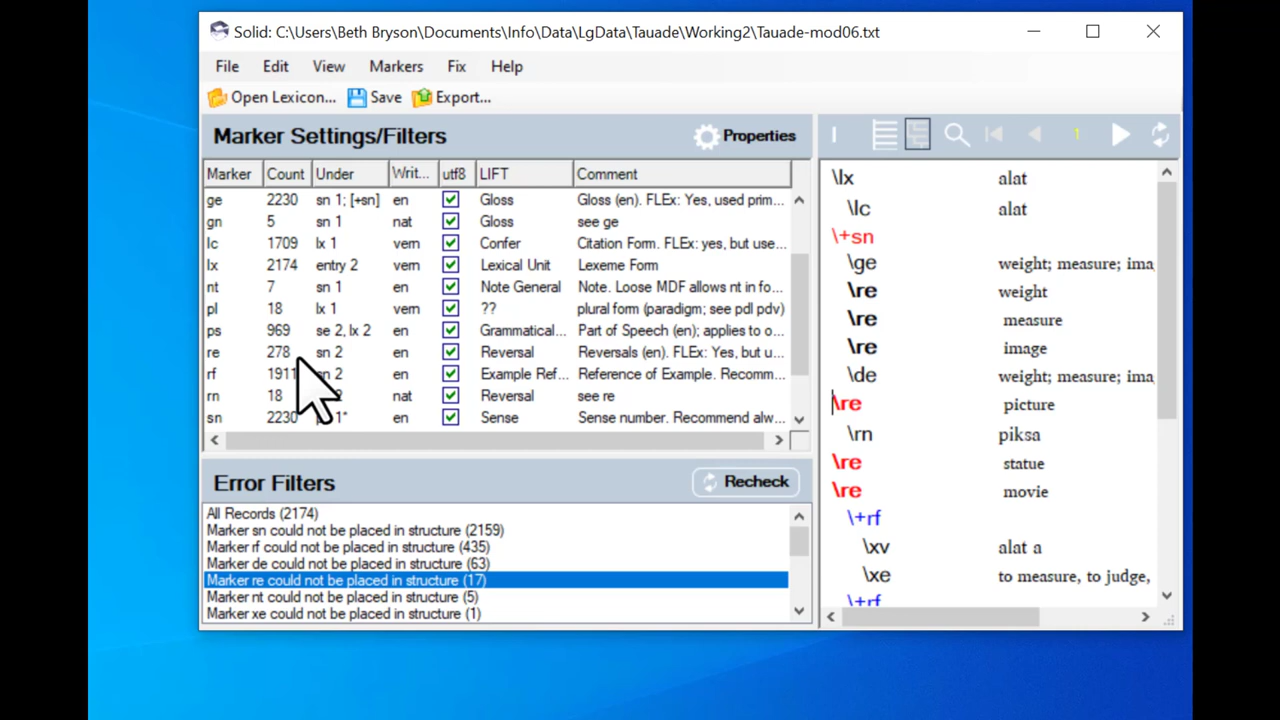 Solid: C:\Users\Beth Bryson\Documents\Info\Data\LgData\Tauade\Working2\Tauade-mod06.txt
File Edit View Markers Fix Help
Open Lexicon... Save Export...
Marker Settings/Filters Properties
Marker Count Under Writ... utf8 LIFT Comment
ge 2230 sn 1; [+sn] en Gloss Gloss (en). FLEx: Yes, used prim...
gn 5 sn 1 nat Gloss see ge
lc 1709 lx 1 vern Confer Citation Form. FLEx: yes, but use...
lx 2174 entry 2 vern Lexical Unit Lexeme Form
nt 7 sn 1 en Note General Note. Loose MDF allows nt in fo...
pl 18 lx 1 vern ?? plural form (paradigm; see pdl pdv)
ps 969 se 2, lx 2 en Grammatical... Part of Speech (en); applies to o...
re 278 sn 2 en Reversal Reversals (en). FLEx: Yes, but u...
rf 1911 sn 2 en Example Ref... Reference of Example. Recomm...
rn 18 nat Reversal see re
sn 2230 en Sense Sense number. Recommend alw...
Error Filters Recheck
All Records (2174)
Marker sn could not be placed in structure (2159)
Marker rf could not be placed in structure (435)
Marker de could not be placed in structure (63)
Marker re could not be placed in structure (17)
Marker nt could not be placed in structure (5)
Marker xe could not be placed in structure (1)
1
\lx alat
\lc alat
\+sn
\ge weight; measure; ima
\re weight
\re measure
\re image
\de weight; measure; ima
\re picture
\rn piksa
\re statue
\re movie
\+rf
\xv alat a
\xe to measure, to judge,
\+rf